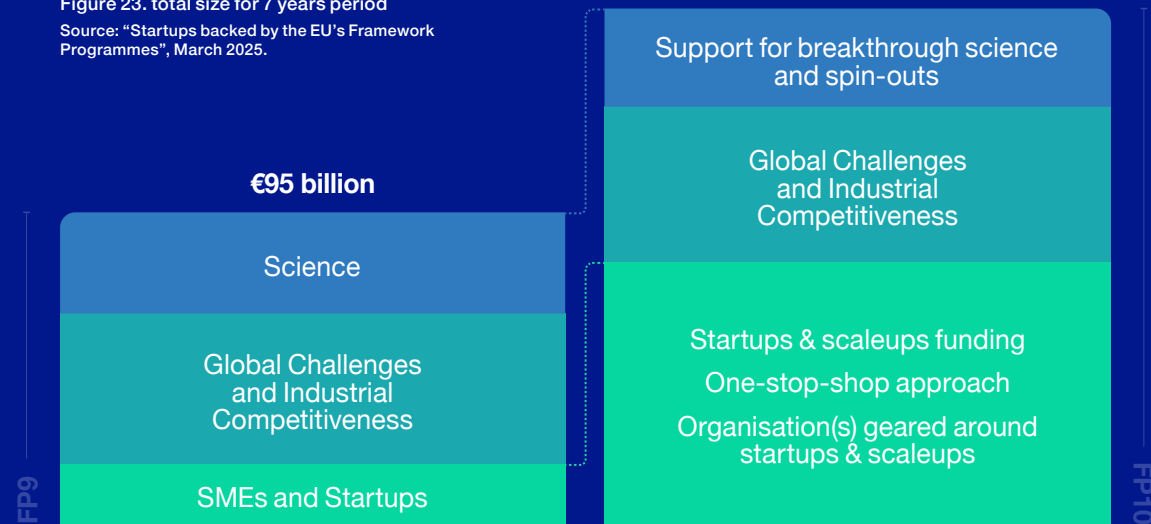 Figure 23. total size for 7 years period
Source: “Startups backed by the EU’s Framework
Programmes”, March 2025.
€95 billion
Science
Global Challenges
and Industrial
Competitiveness
SMEs and Startups
FP9
Support for breakthrough science
and spin-outs
Global Challenges
and Industrial
Competitiveness
Startups & scaleups funding
One-stop-shop approach
Organisation(s) geared around
startups & scaleups
FP10